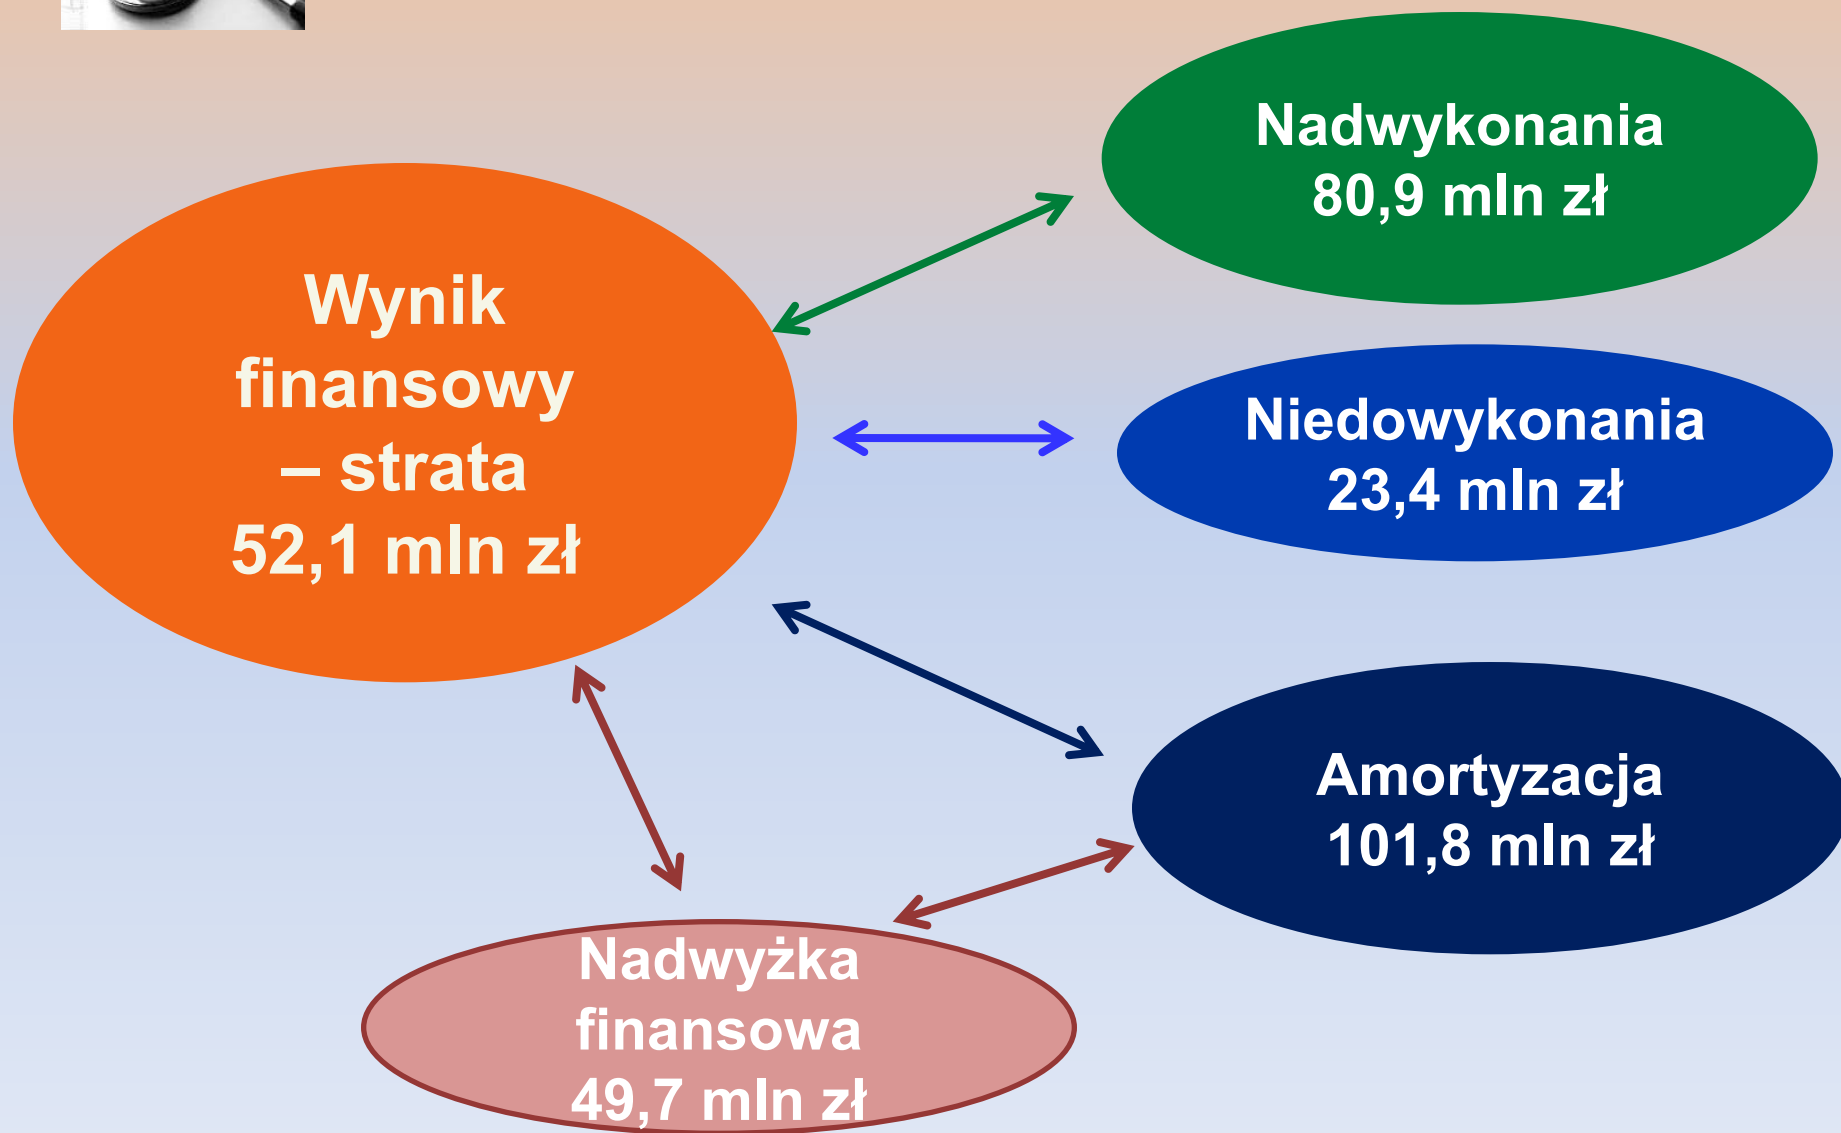 Wynik
finansowy
– strata
52,1 mln zł
Nadwykonania
80,9 mln zł
Niedowykonania
23,4 mln zł
Amortyzacja
101,8 mln zł
Nadwyżka
finansowa
49,7 mln zł